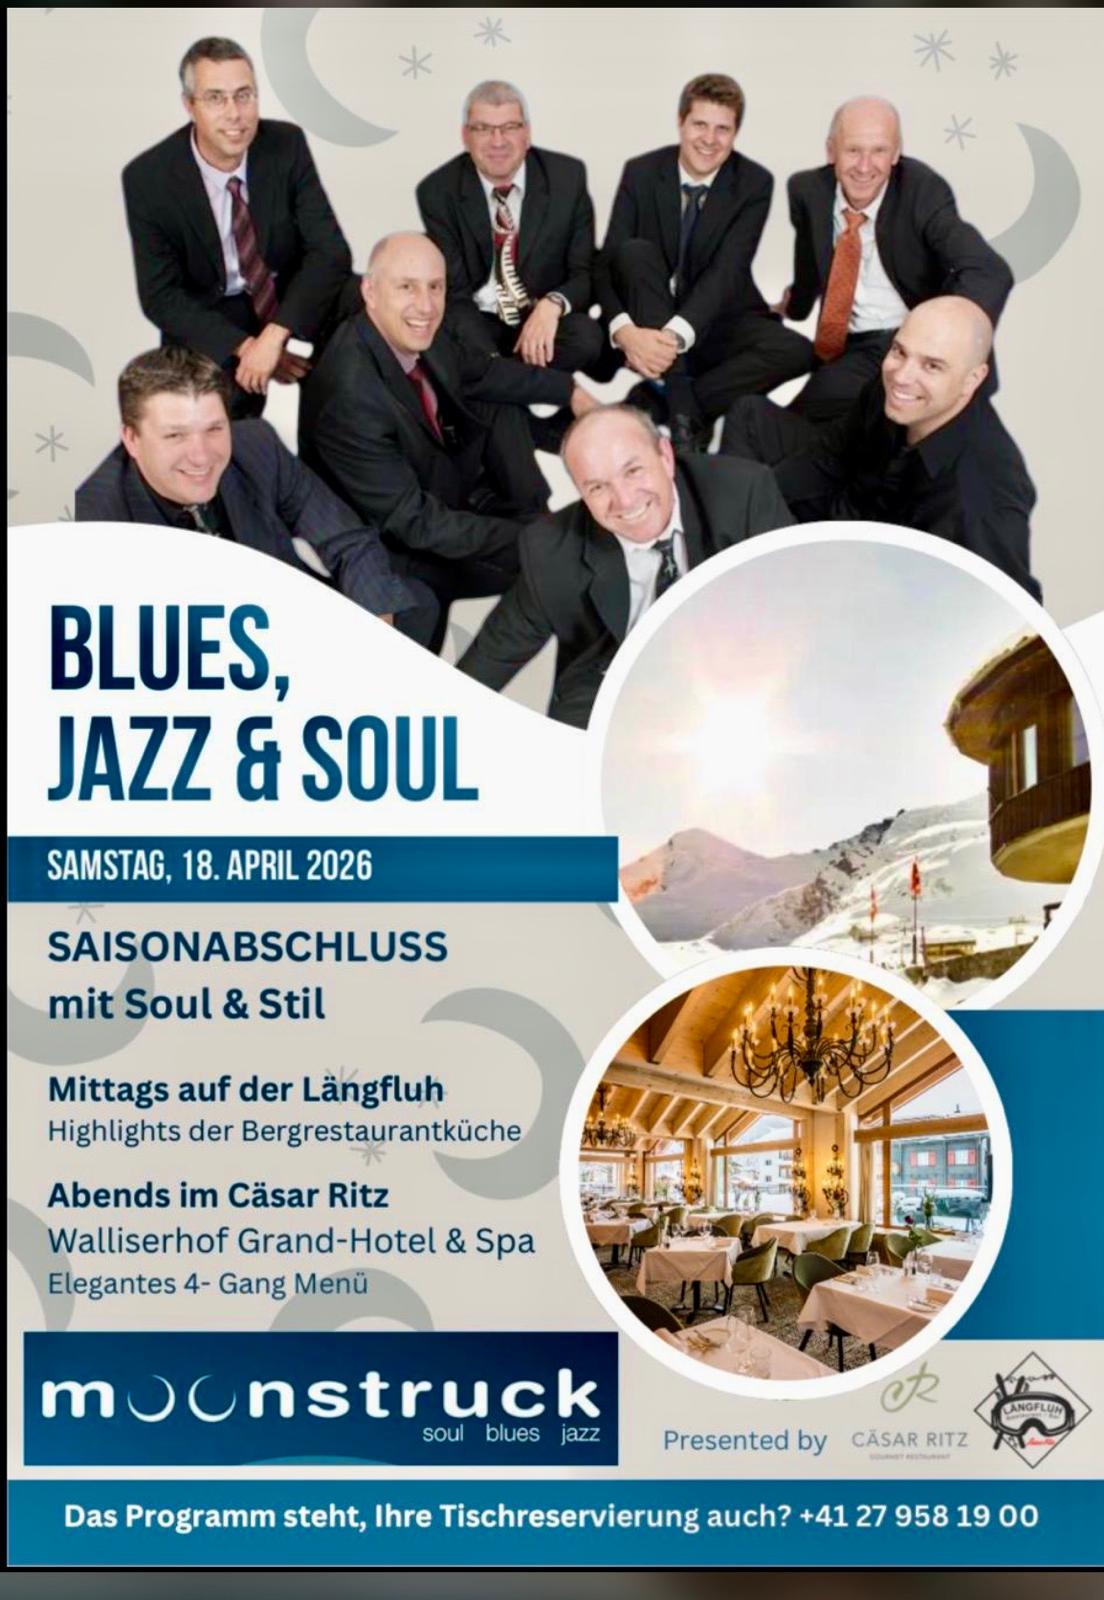 BLUES,
JAZZ & SOUL
SAMSTAG, 18. APRIL 2026
SAISONABSCHLUSS
mit Soul & Stil
Mittags auf der Längfluh
Highlights der Bergrestaurantküche
Abends im Cäsar Ritz
Walliserhof Grand-Hotel & Spa
Elegantes 4- Gang Menü
moonstruck
soul blues jazz
Presented by
CÄSAR RITZ
GOURMET RESTAURANT
LÄNGFLUH
Das Programm steht, Ihre Tischreservierung auch? +41 27 958 19 00